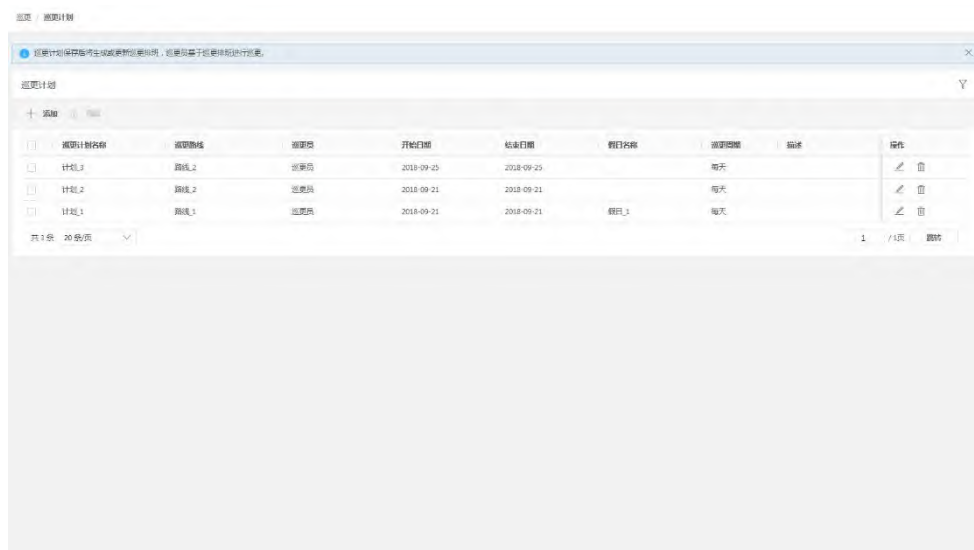 巡更 / 巡更计划
巡更计划保存后将生成或更新巡更排班，巡更员基于巡更排班进行巡更。
巡更计划
添加 删除
巡更计划名称 巡更路线 巡更员 开始日期 结束日期 假日名称 巡更周期 描述 操作
计划_3 路线_2 巡更员 2018-09-25 2018-09-25 每天
计划_2 路线_2 巡更员 2018-09-21 2018-09-21 每天
计划_1 路线_1 巡更员 2018-09-21 2018-09-21 假日_1 每天
共 3 条 20 条/页 1 / 1页 跳转